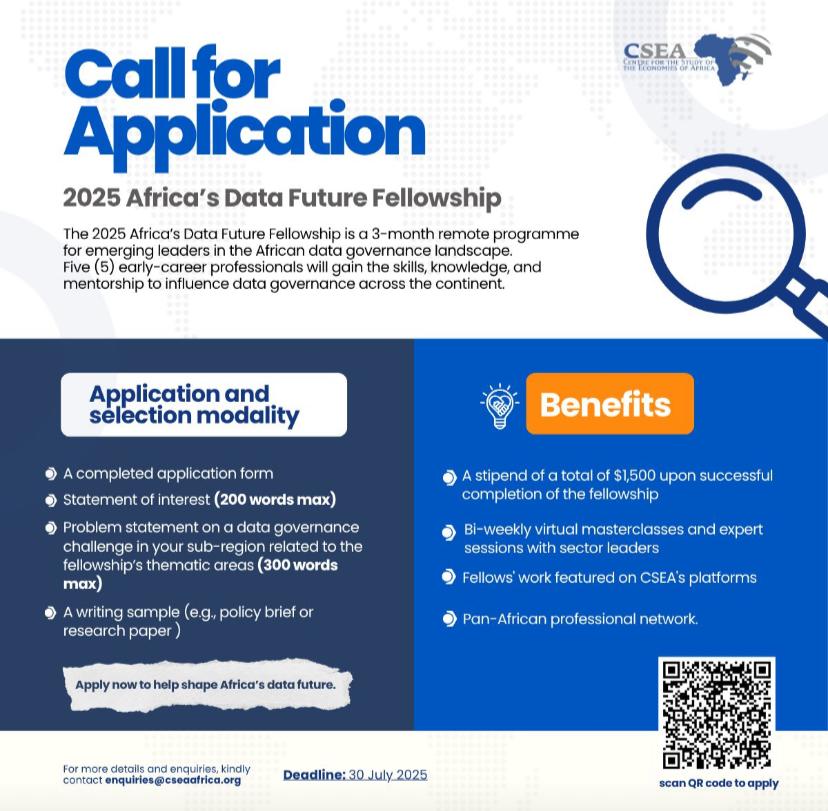 Call for
Application
CSEA
CENTRE FOR THE STUDY OF
THE ECONOMIES OF AFRICA
2025 Africa's Data Future Fellowship
The 2025 Africa's Data Future Fellowship is a 3-month remote programme
for emerging leaders in the African data governance landscape.
Five (5) early-career professionals will gain the skills, knowledge, and
mentorship to influence data governance across the continent.
Application and
selection modality
A completed application form
Statement of interest (200 words max)
Problem statement on a data governance
challenge in your sub-region related to the
fellowship's thematic areas (300 words
max)
A writing sample (e.g., policy brief or
research paper )
Apply now to help shape Africa's data future.
Benefits
A stipend of a total of $1,500 upon successful
completion of the fellowship
Bi-weekly virtual masterclasses and expert
sessions with sector leaders
Fellows' work featured on CSEA's platforms
Pan-African professional network.
For more details and enquiries, kindly
contact enquiries@cseaafrica.org
Deadline: 30 July 2025
scan QR code to apply